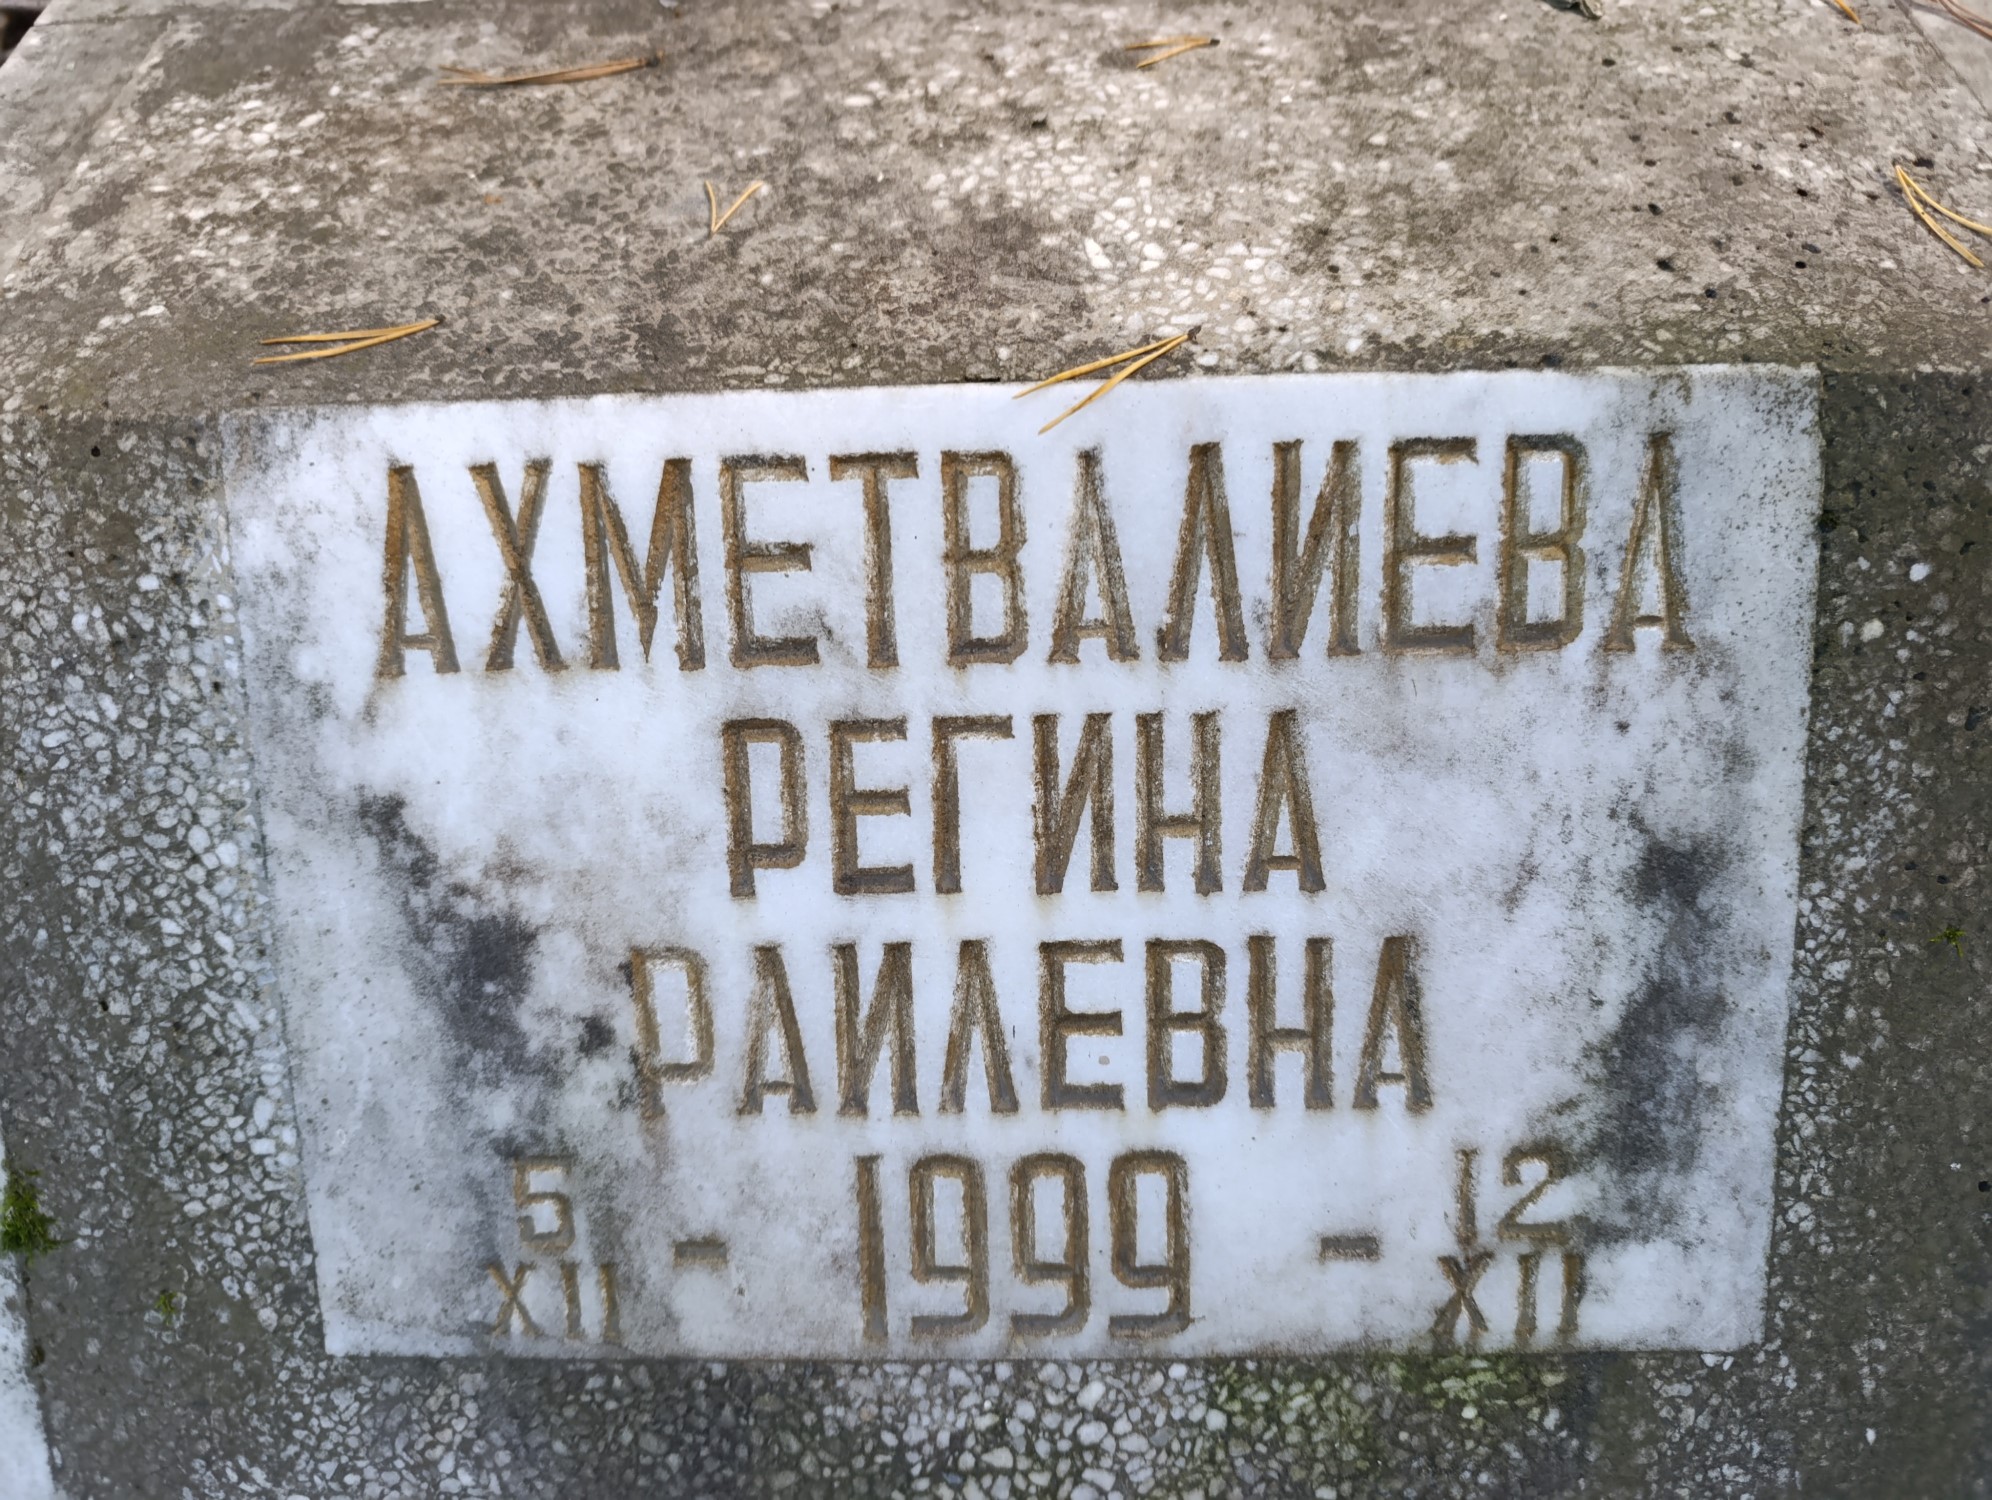 АХМЕТВАЛИЕВА
РЕГИНА
РАИЛЕВНА
5 XII - 1999 - 12 XII